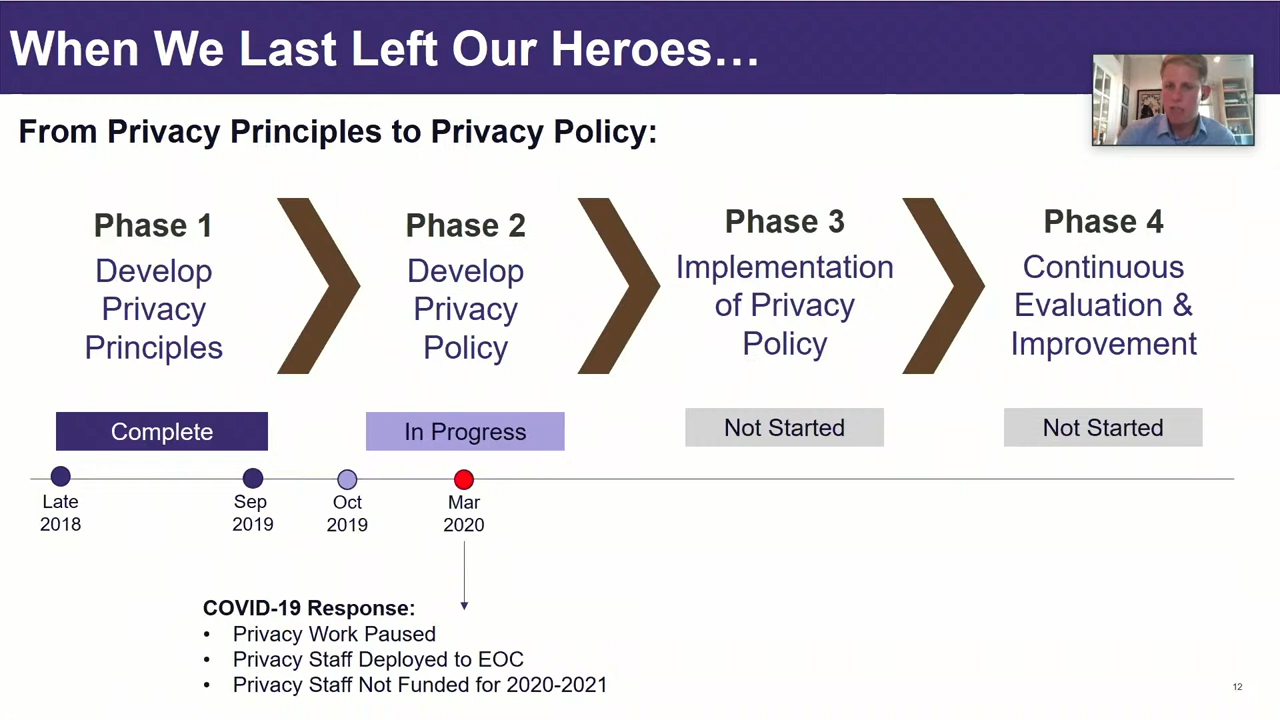 When We Last Left Our Heroes…
From Privacy Principles to Privacy Policy:
Phase 1
Develop
Privacy
Principles
Phase 2
Develop
Privacy
Policy
Phase 3
Implementation
of Privacy
Policy
Phase 4
Continuous
Evaluation &
Improvement
Complete
In Progress
Not Started
Not Started
Late
2018
Sep
2019
Oct
2019
Mar
2020
COVID-19 Response:
• Privacy Work Paused
• Privacy Staff Deployed to EOC
• Privacy Staff Not Funded for 2020-2021
12